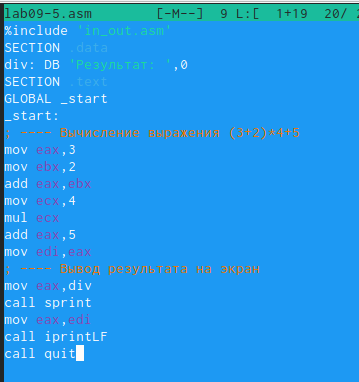 lab09-5.asm [-M--] 9 L:[ 1+19 20/
%include 'in_out.asm'
SECTION .data
div: DB 'Результат: ',0
SECTION .text
GLOBAL _start
_start:
; ---- Вычисление выражения (3+2)*4+5
mov eax,3
mov ebx,2
add eax,ebx
mov ecx,4
mul ecx
add eax,5
mov edi,eax
; ---- Вывод результата на экран
mov eax,div
call sprint
mov eax,edi
call iprintLF
call quit